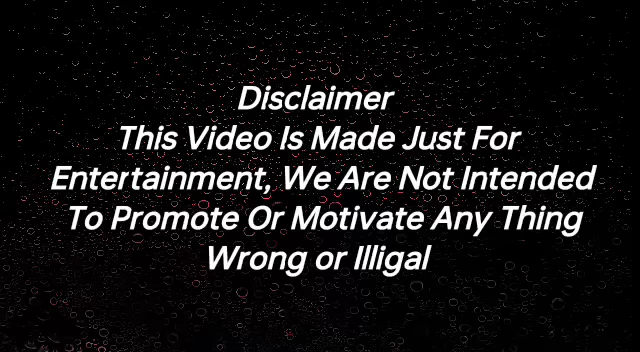 Disclaimer
This Video Is Made Just For
Entertainment, We Are Not Intended
To Promote Or Motivate Any Thing
Wrong or Illigal